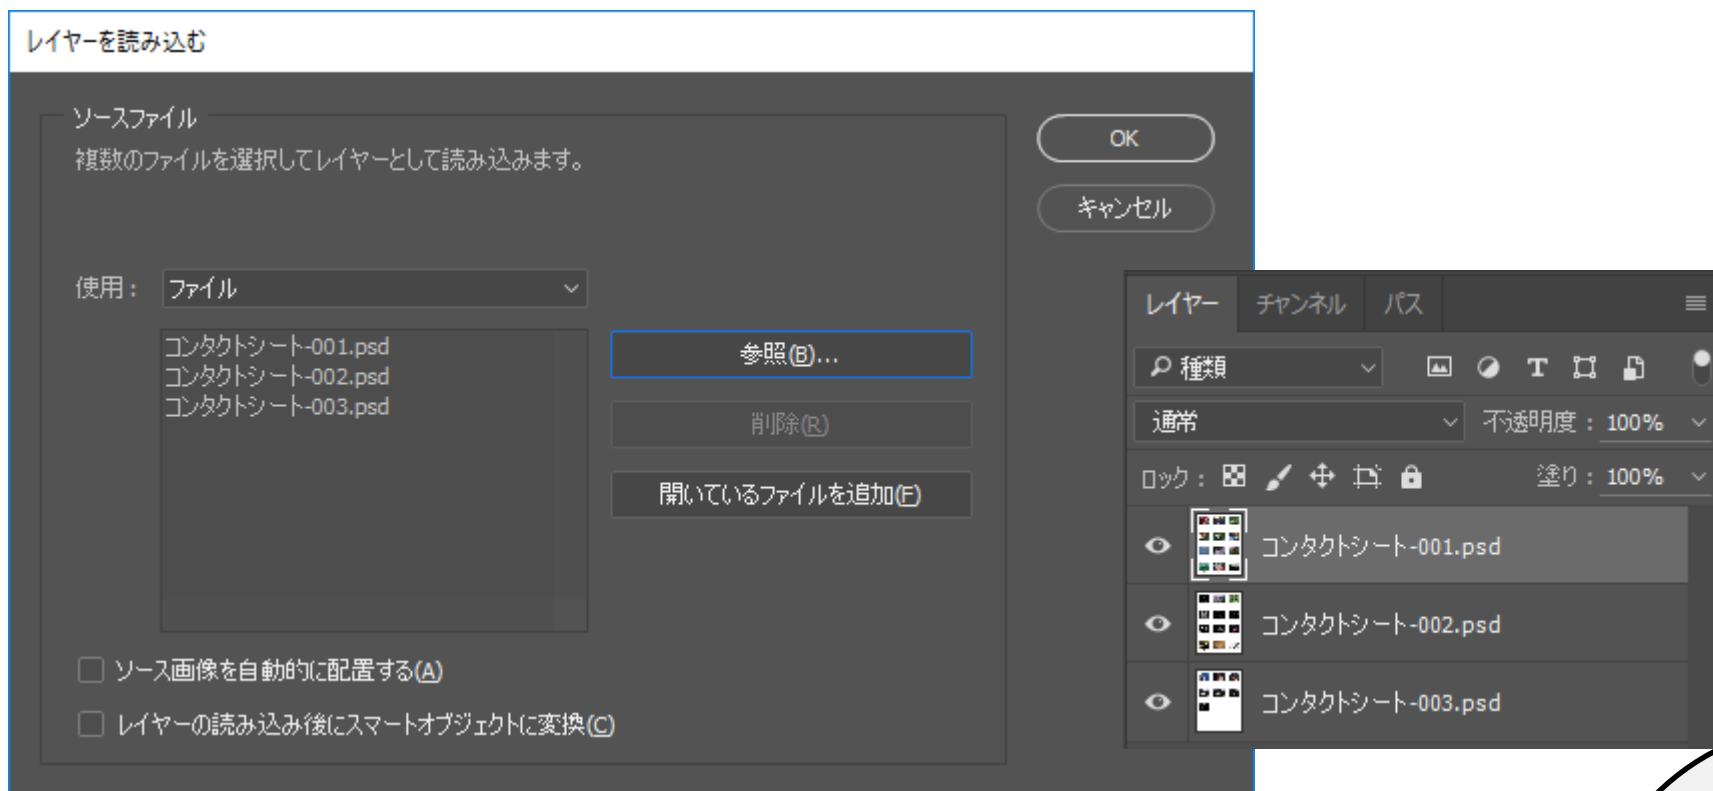 レイヤーを読み込む
ソースファイル
複数のファイルを選択してレイヤーとして読み込みます。
OK
キャンセル
使用： ファイル
コンタクトシート-001.psd
コンタクトシート-002.psd
コンタクトシート-003.psd
参照(B)...
削除(R)
開いているファイルを追加(F)
ソース画像を自動的に配置する(A)
レイヤーの読み込み後にスマートオブジェクトに変換(C)
レイヤー チャンネル パス
種類
通常 不透明度： 100%
ロック： 塗り： 100%
コンタクトシート-001.psd
コンタクトシート-002.psd
コンタクトシート-003.psd